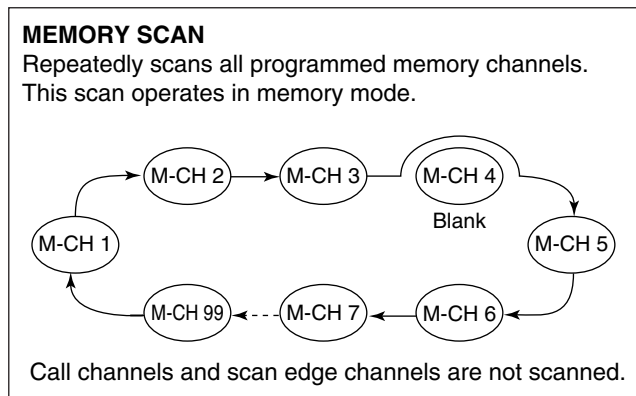 MEMORY SCAN
Repeatedly scans all programmed memory channels.
This scan operates in memory mode.
M-CH 2
M-CH 3
M-CH 4
Blank
M-CH 1
M-CH 5
M-CH 99
M-CH 7
M-CH 6
Call channels and scan edge channels are not scanned.